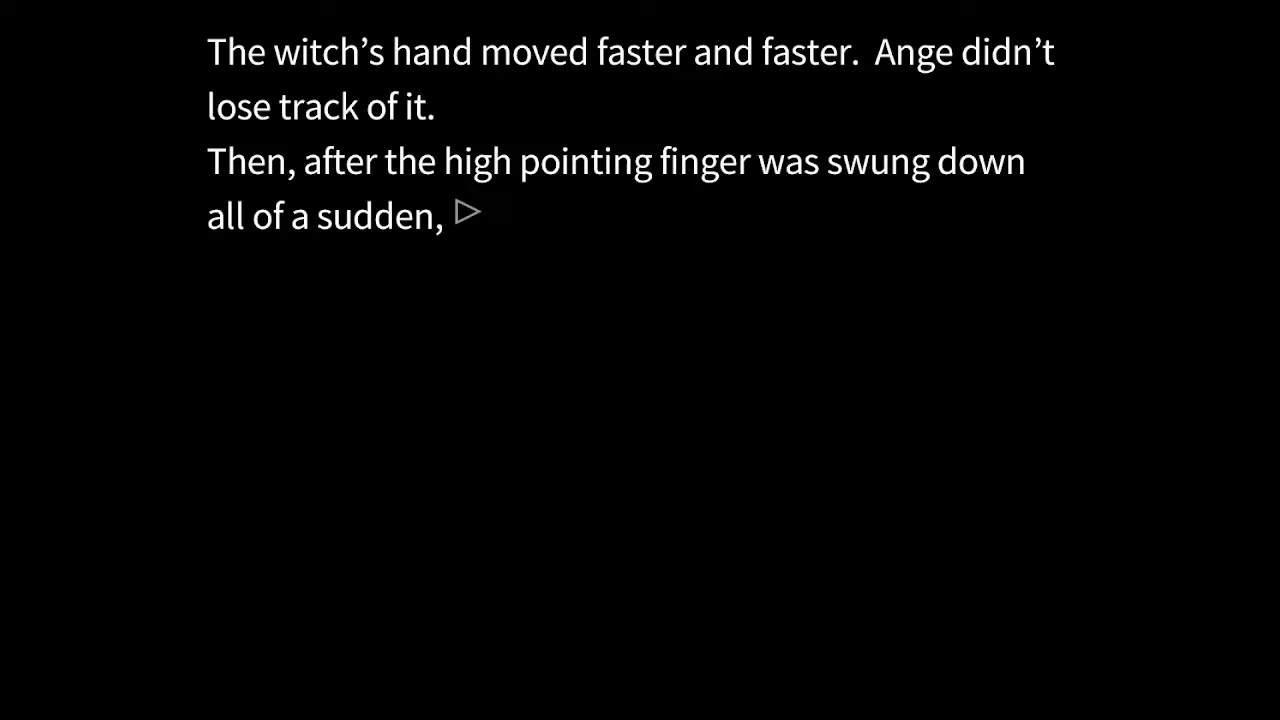 The witch’s hand moved faster and faster.  Ange didn’t
lose track of it.
Then, after the high pointing finger was swung down
all of a sudden,